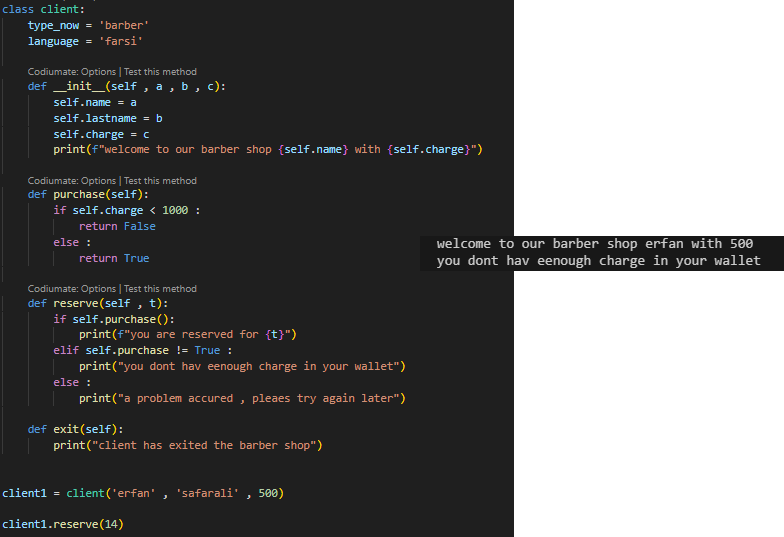 class client:
    type_now = 'barber'
    language = 'farsi'
    Codiumate: Options | Test this method
    def __init__(self , a , b , c):
        self.name = a
        self.lastname = b
        self.charge = c
        print(f"welcome to our barber shop {self.name} with {self.charge}")
    Codiumate: Options | Test this method
    def purchase(self):
        if self.charge < 1000 :
            return False
        else :
            return True
    Codiumate: Options | Test this method
    def reserve(self , t):
        if self.purchase():
            print(f"you are reserved for {t}")
        elif self.purchase != True :
            print("you dont hav eenough charge in your wallet")
        else :
            print("a problem accured , pleaes try again later")
    def exit(self):
        print("client has exited the barber shop")
client1 = client('erfan' , 'safarali' , 500)
client1.reserve(14)
welcome to our barber shop erfan with 500
you dont hav eenough charge in your wallet